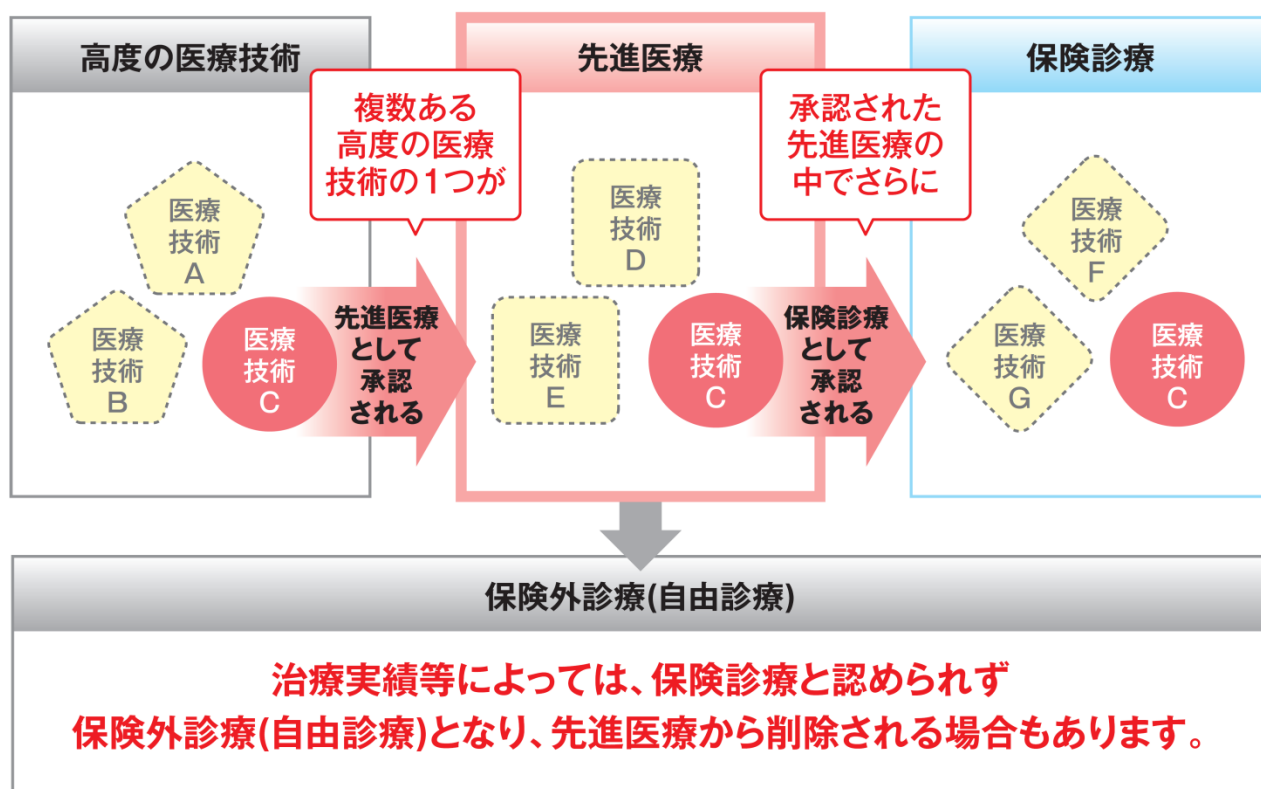 高度の医療技術
先進医療
保険診療
複数ある
高度の医療
技術の1つが
承認された
先進医療の
中でさらに
医療
技術
A
医療
技術
B
医療
技術
C
先進医療
として
承認
される
医療
技術
D
医療
技術
E
医療
技術
C
保険診療
として
承認
される
医療
技術
F
医療
技術
G
医療
技術
C
保険外診療(自由診療)
治療実績等によっては、保険診療と認められず
保険外診療(自由診療)となり、先進医療から削除される場合もあります。